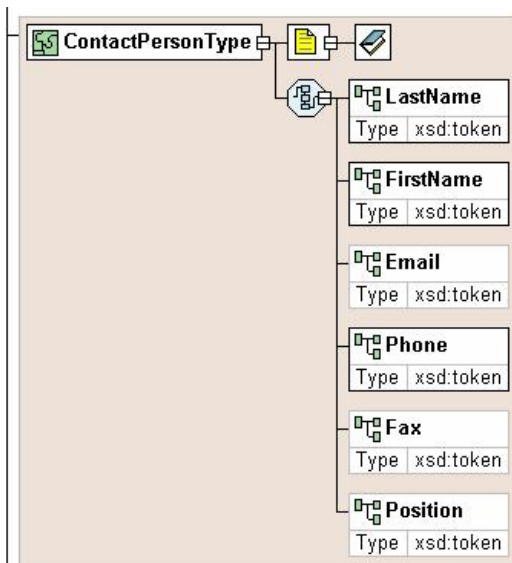 ContactPersonType
LastName
Type xsd:token
FirstName
Type xsd:token
Email
Type xsd:token
Phone
Type xsd:token
Fax
Type xsd:token
Position
Type xsd:token